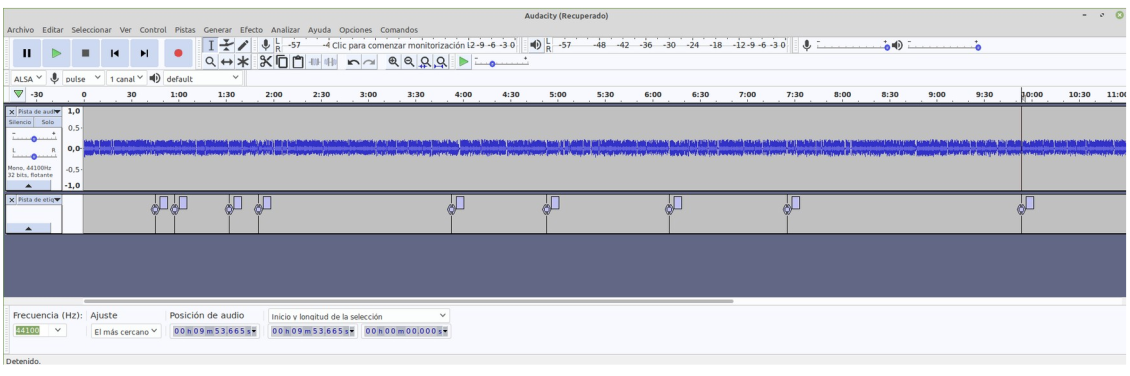 Audacity (Recuperado)
Archivo Editar Seleccionar Ver Control Pistas Generar Efecto Analizar Ayuda Opciones Comandos
L R -57 -4 Clic para comenzar monitorización -9 -6 -3 0 L R -57 -48 -42 -36 -30 -24 -18 -12 -9 -6 -3 0
ALSA pulse 1 canal default
-30 0 30 1:00 1:30 2:00 2:30 3:00 3:30 4:00 4:30 5:00 5:30 6:00 6:30 7:00 7:30 8:00 8:30 9:00 9:30 10:00 10:30 11:00
× Pista de aud 1,0
Silencio Solo
- + 0,5
L R 0,0
Mono, 44100Hz -0,5
32 bits, flotante
-1,0
× Pista de etiq
Frecuencia (Hz): Ajuste Posición de audio Inicio y longitud de la selección
44100 El más cercano 00 h 09 m 53,665 s 00 h 09 m 53,665 s 00 h 00 m 00,000 s
Detenido.